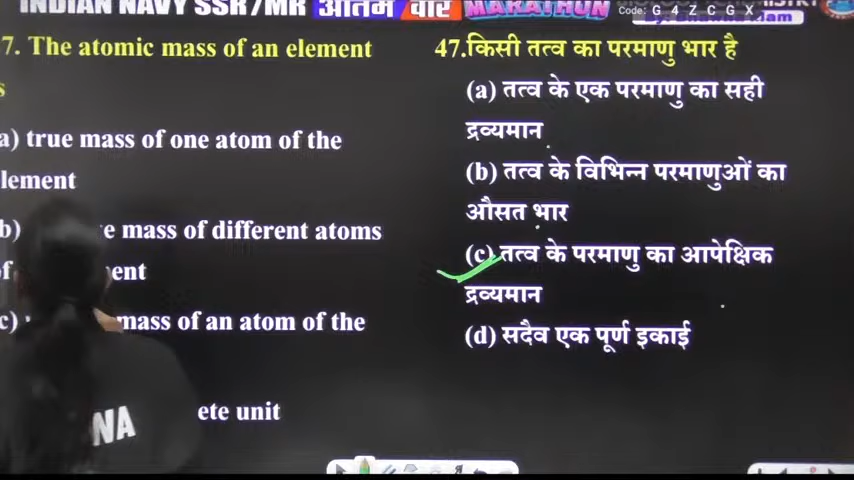 INDIAN NAVY SSR / MR अंतिम वार MARATHON
Code: G 4 Z C G X
7. The atomic mass of an element
s
a) true mass of one atom of the
lement
b) e mass of different atoms
of ent
c) mass of an atom of the
ete unit
NA
47.किसी तत्व का परमाणु भार है
(a) तत्व के एक परमाणु का सही
द्रव्यमान
(b) तत्व के विभिन्न परमाणुओं का
औसत भार
(c) तत्व के परमाणु का आपेक्षिक
द्रव्यमान
(d) सदैव एक पूर्ण इकाई